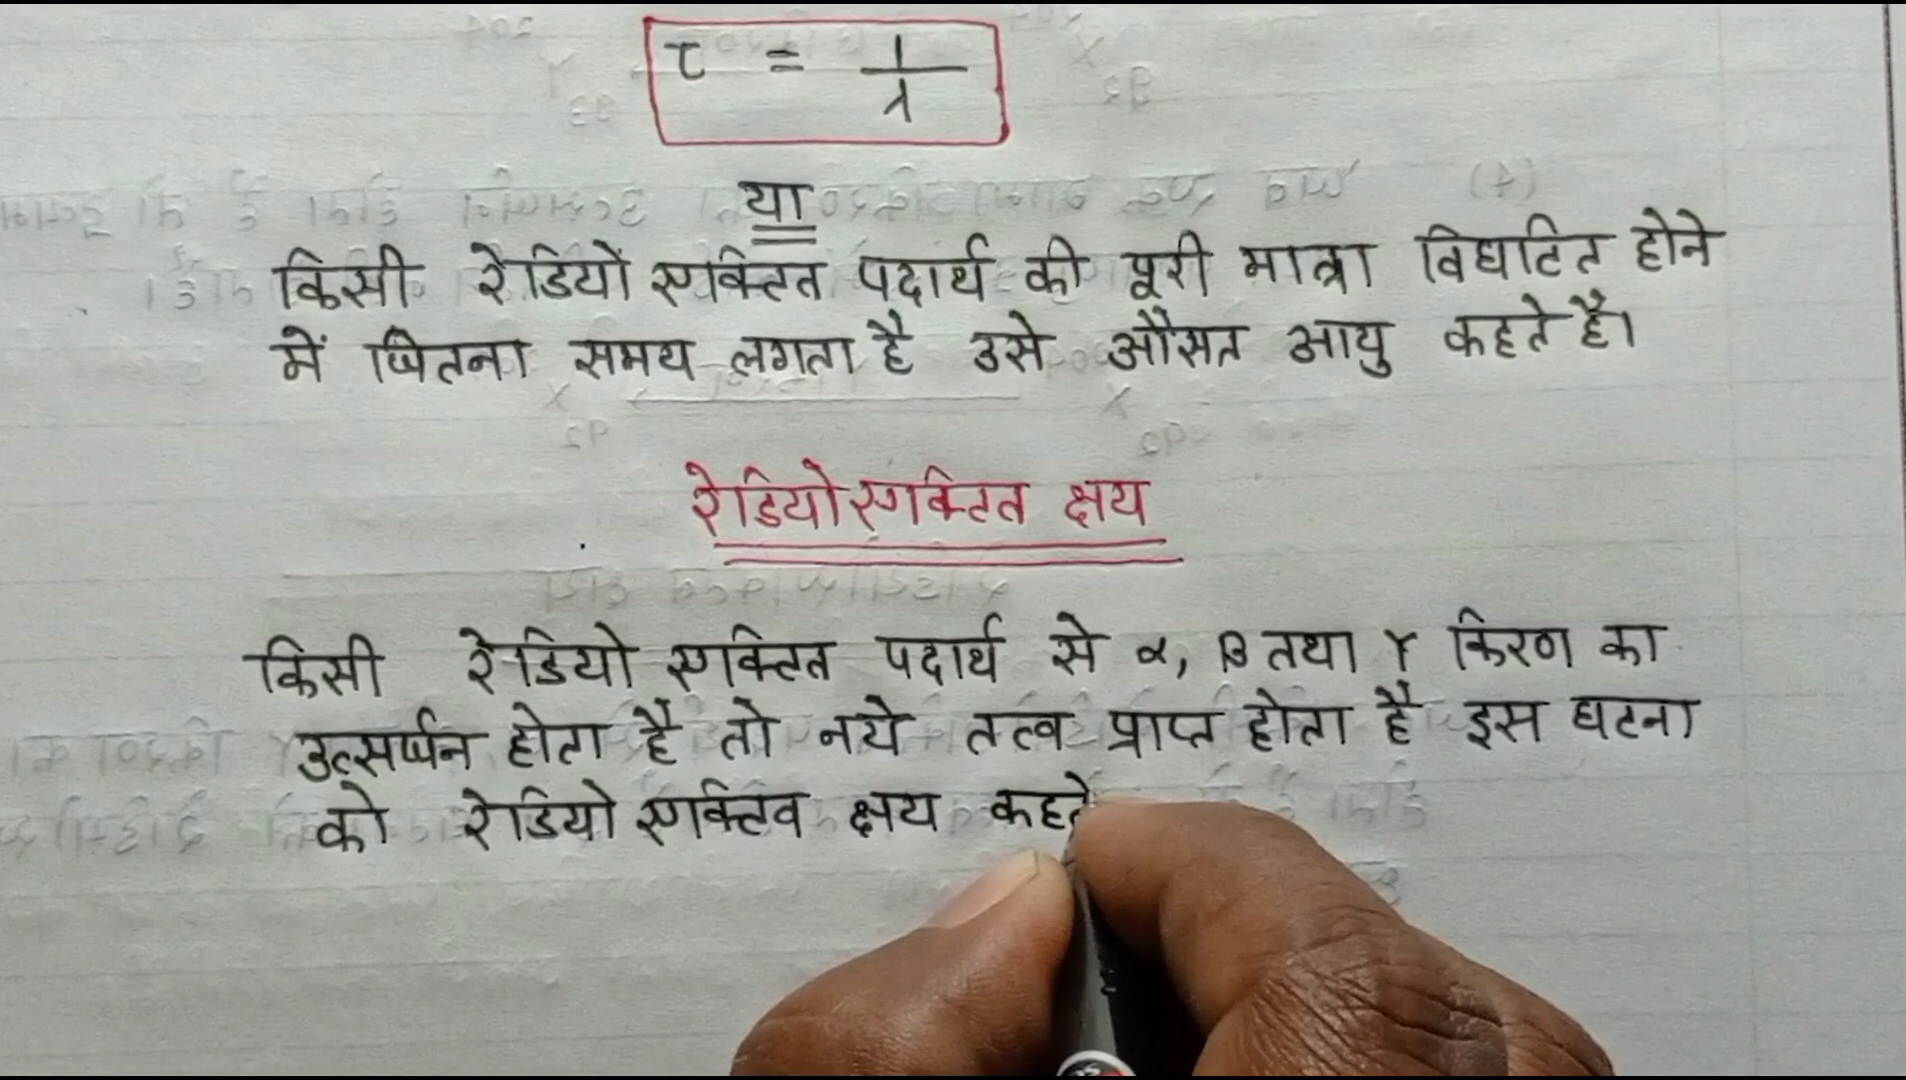 τ = 1/λ
या
किसी रेडियो एक्टित पदार्थ की पूरी मात्रा विघटित होने
में जितना समय लगता है उसे औसत आयु कहते है।
रेडियोएक्टित क्षय
किसी रेडियो एक्टित पदार्थ से α, β तथा γ किरण का
उत्सर्पन होता है तो नये तत्व प्राप्त होता है इस घटना
को रेडियो एक्टिव क्षय कहते